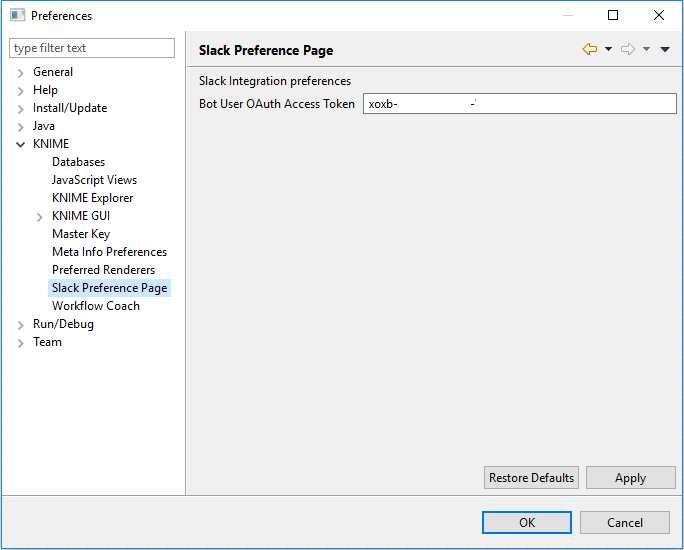 Preferences
type filter text
General
Help
Install/Update
Java
KNIME
Databases
JavaScript Views
KNIME Explorer
KNIME GUI
Master Key
Meta Info Preferences
Preferred Renderers
Slack Preference Page
Workflow Coach
Run/Debug
Team
Slack Preference Page
Slack Integration preferences
Bot User OAuth Access Token xoxb- -
Restore Defaults Apply
OK Cancel